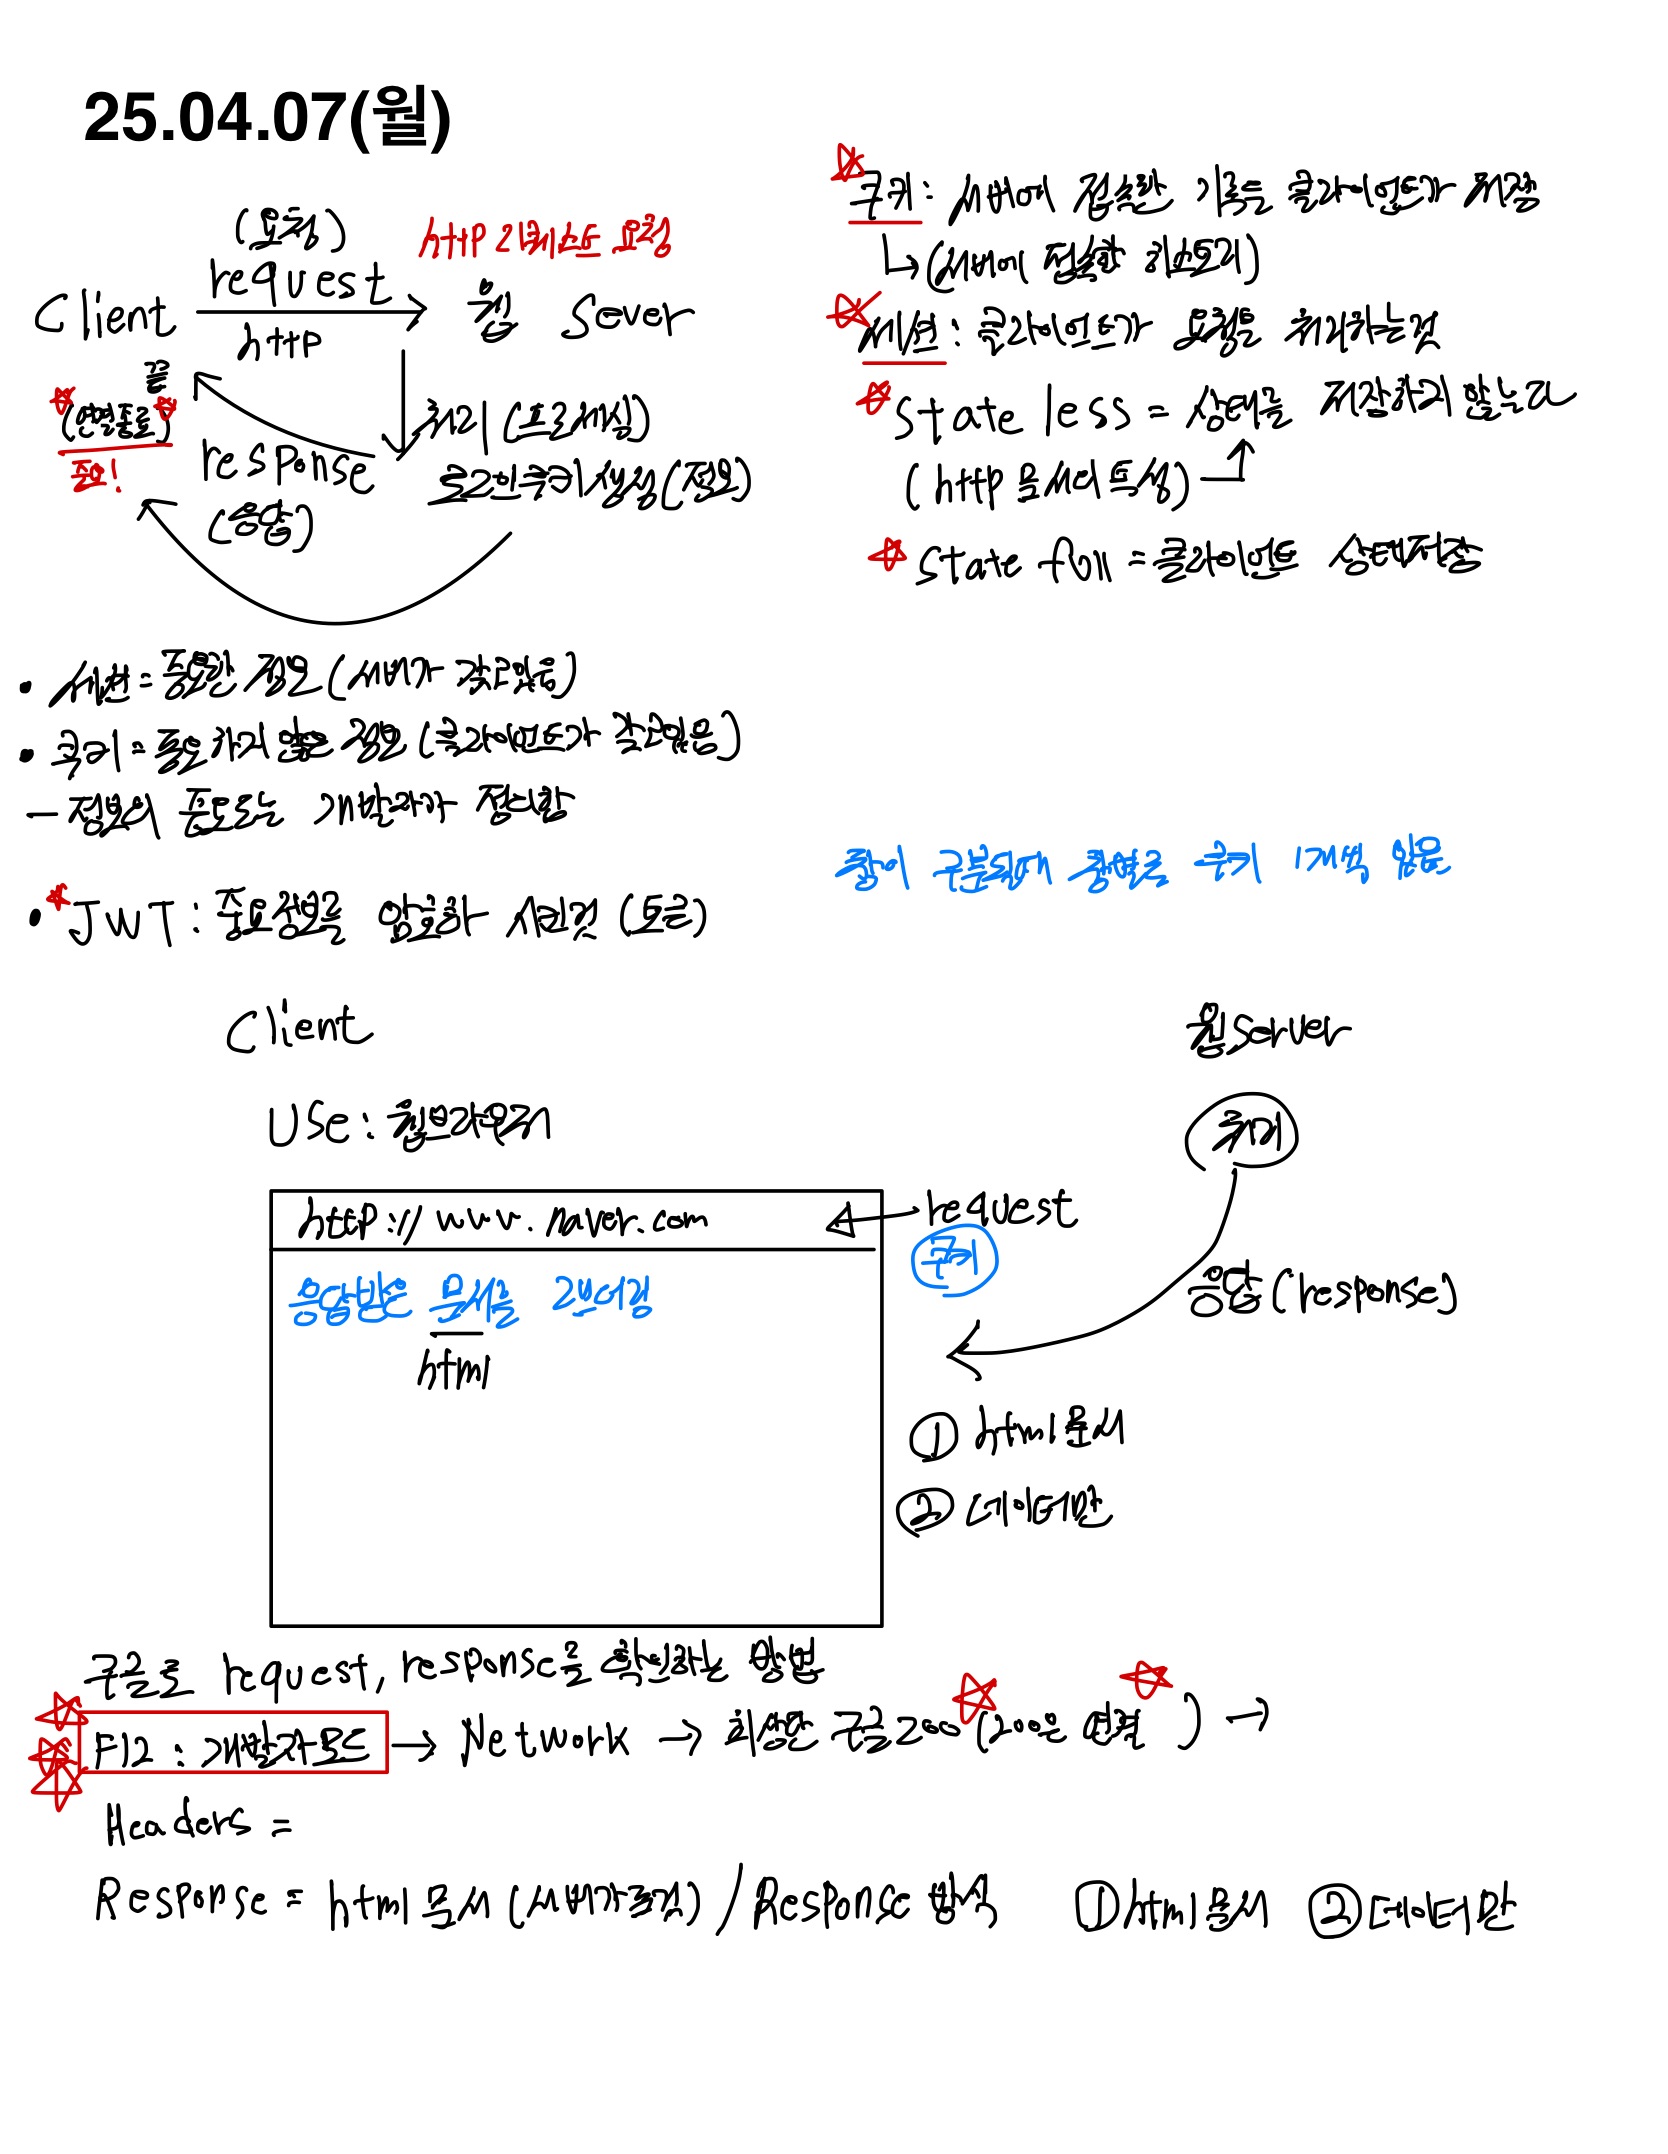 25.04.07(월)
(요청)
http 리퀘스트 요청
request
Client
http
웹 Sever
끝
(연결종료)
중요!
response
(응답)
처리 (프로세싱)
로그인쿠키생성(정보)
쿠키: 서버에 접속한 기록을 클라이언트가 저장
(서버에 접속한 히스토리)
세션: 클라이언트가 요청을 유지하는것
State less = 상태를 저장하지 않는다
(http 문서의 특성)
State full = 클라이언트 상태저장
• 세션 = 중요한 정보 (서버가 갖고있음)
• 쿠키 = 중요하지 않은 정보 (클라이언트가 갖고있음)
- 정보의 중요도는 개발자가 정의함
창이 구분될때 창별로 쿠키 1개씩 있음
• JWT : 중요정보를 암호화 시킨것 (토큰)
Client
웹Server
USe : 웹브라우저
쿠키
http://www.naver.com
request
쿠키
응답받은 문서를 렌더링
html
응답 (response)
① html문서
② 데이터만
구글로 request, response를 확인하는 방법
F12 : 개발자모드 → Network → 최상단 구글200 (200은 연결) →
Headers =
Response = html 문서 (서버가 준것) / Response 방식 ① html문서 ② 데이터만